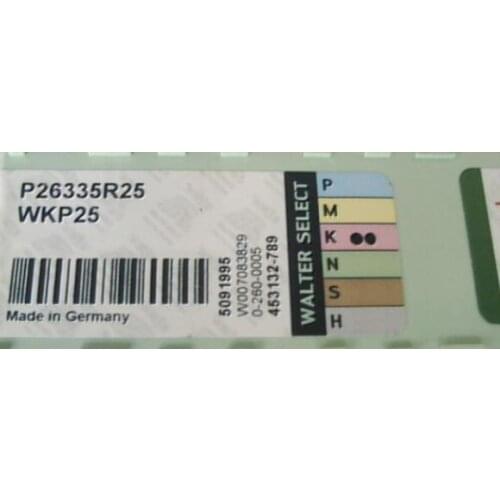 P26335R25
WKP25
Made in Germany
5091995
W007083829
0-260-0005
453132-789
WALTER SELECT
P
M
K
N
S
H